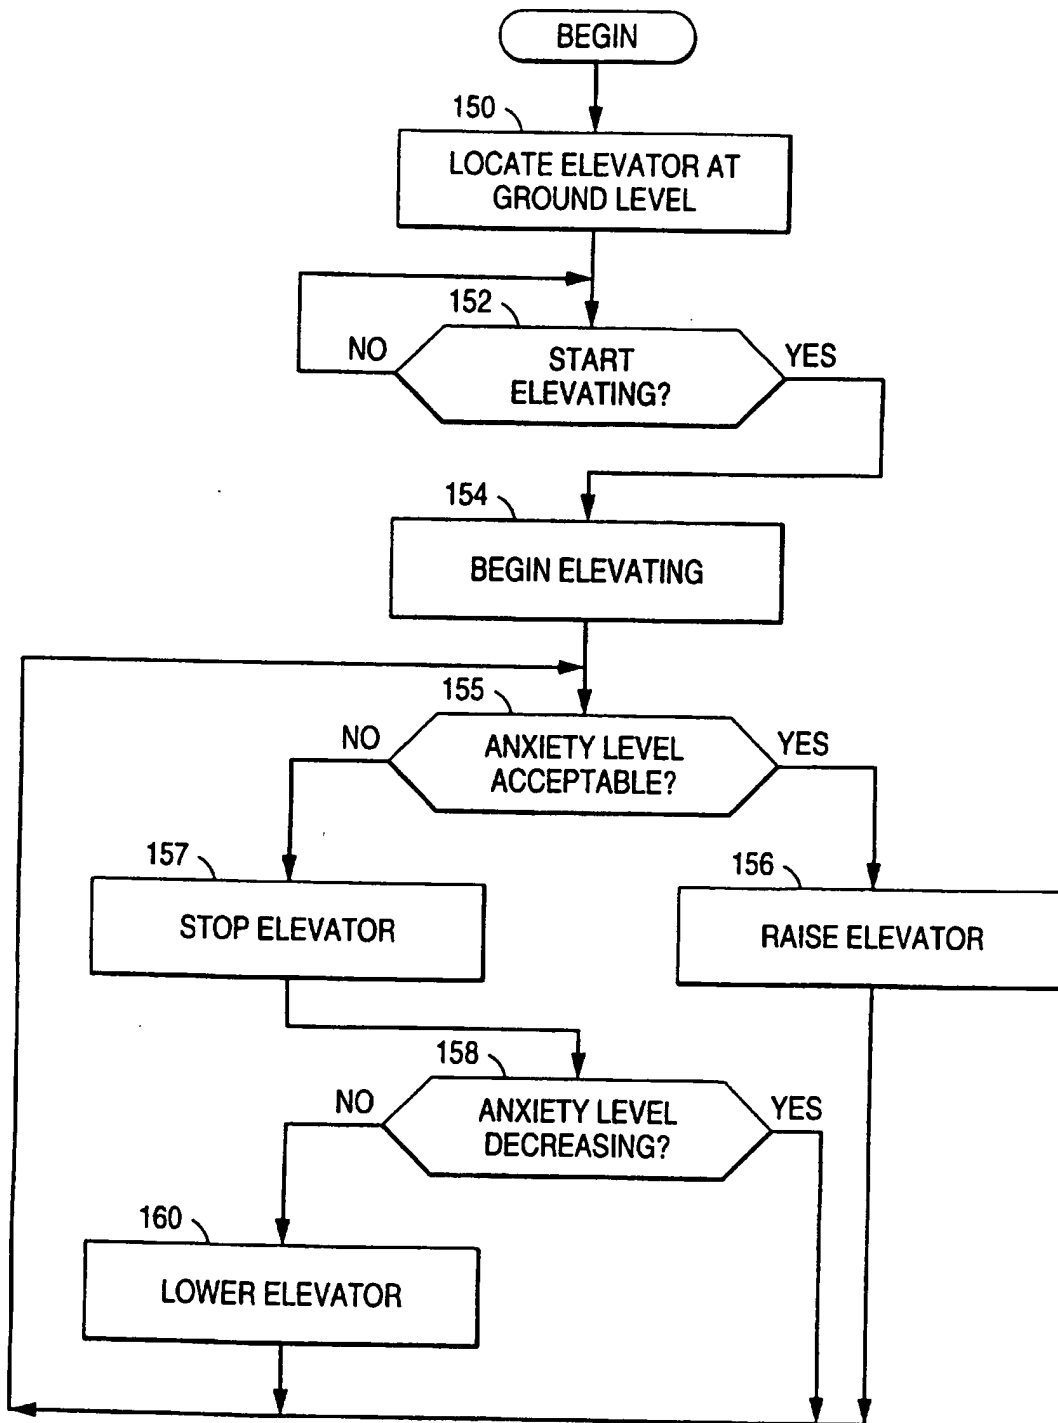 BEGIN
150
LOCATE ELEVATOR AT
GROUND LEVEL
152
NO
START
ELEVATING?
YES
154
BEGIN ELEVATING
155
NO
ANXIETY LEVEL
ACCEPTABLE?
YES
157
STOP ELEVATOR
156
RAISE ELEVATOR
158
NO
ANXIETY LEVEL
DECREASING?
YES
160
LOWER ELEVATOR